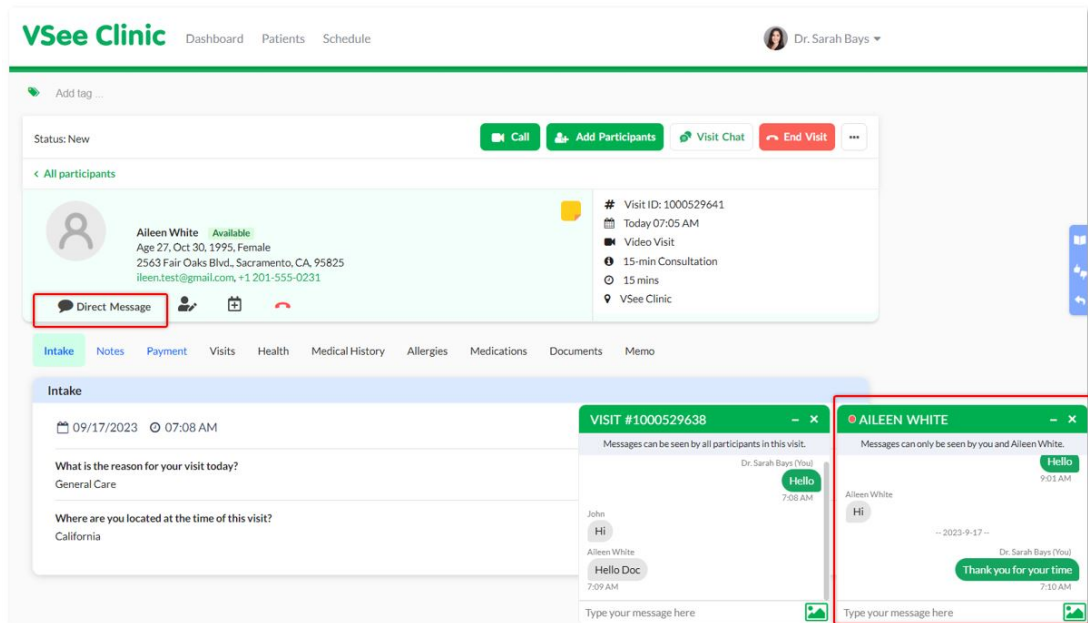 VSee Clinic Dashboard Patients Schedule Dr. Sarah Bays
Add tag ...
Status: New Call Add Participants Visit Chat End Visit ...
< All participants
Aileen White Available
Age 27, Oct 30, 1995, Female
2563 Fair Oaks Blvd., Sacramento, CA, 95825
ileen.test@gmail.com, +1 201-555-0231
Direct Message
# Visit ID: 1000529641
Today 07:05 AM
Video Visit
15-min Consultation
15 mins
VSee Clinic
Intake Notes Payment Visits Health Medical History Allergies Medications Documents Memo
Intake
09/17/2023 07:08 AM
What is the reason for your visit today?
General Care
Where are you located at the time of this visit?
California
VISIT #1000529638 – ×
Messages can be seen by all participants in this visit.
Dr. Sarah Bays (You)
Hello
7:08 AM
John
Hi
Aileen White
Hello Doc
7:09 AM
Type your message here
AILEEN WHITE – ×
Messages can only be seen by you and Aileen White.
Hello
9:01 AM
Aileen White
Hi
-- 2023-9-17 --
Dr. Sarah Bays (You)
Thank you for your time
7:10 AM
Type your message here